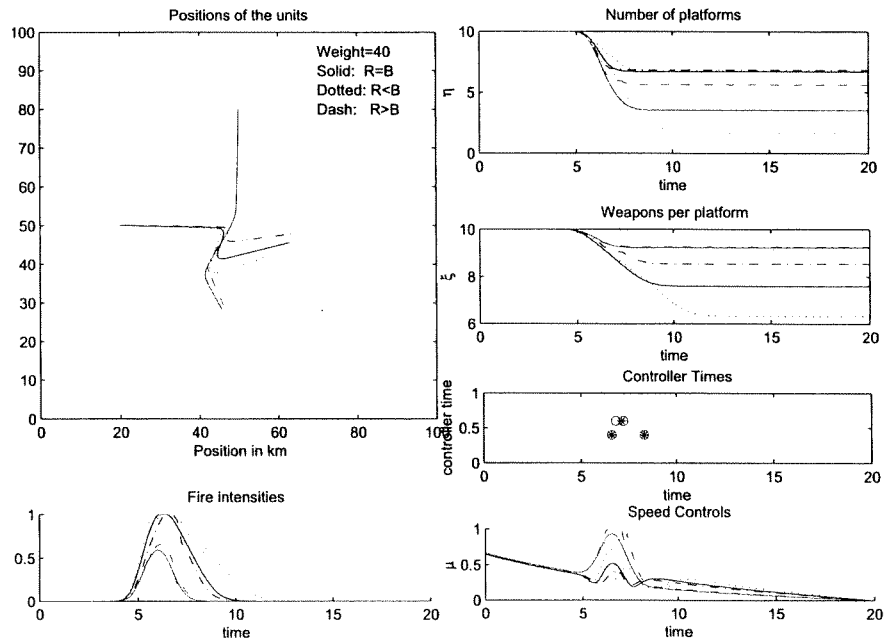 Positions of the units
100
90
80
70
60
50
40
30
20
10
0
0 20 40 60 80 100
Position in km
Weight=40
Solid: R=B
Dotted: R<B
Dash: R>B
Number of platforms
10
5
0
η
0 5 10 15 20
time
Weapons per platform
10
8
6
ξ
0 5 10 15 20
time
Controller Times
1
0.5
0
controller time
0 5 10 15 20
time
Fire intensities
1
0.5
0
0 5 10 15 20
time
Speed Controls
1
0.5
0
μ
0 5 10 15 20
time